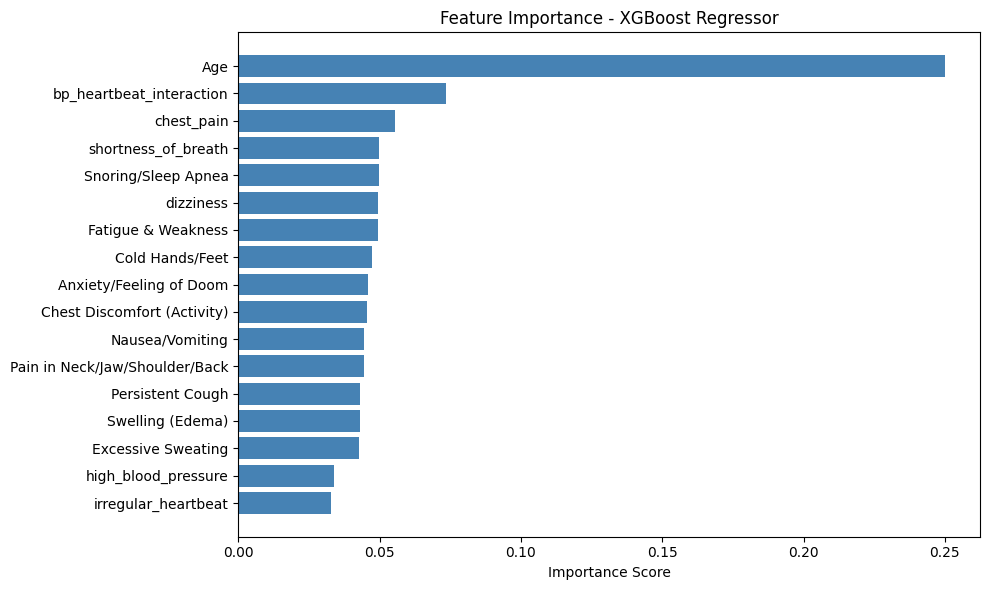 Feature Importance - XGBoost Regressor
Age
bp_heartbeat_interaction
chest_pain
shortness_of_breath
Snoring/Sleep Apnea
dizziness
Fatigue & Weakness
Cold Hands/Feet
Anxiety/Feeling of Doom
Chest Discomfort (Activity)
Nausea/Vomiting
Pain in Neck/Jaw/Shoulder/Back
Persistent Cough
Swelling (Edema)
Excessive Sweating
high_blood_pressure
irregular_heartbeat
0.00 0.05 0.10 0.15 0.20 0.25
Importance Score